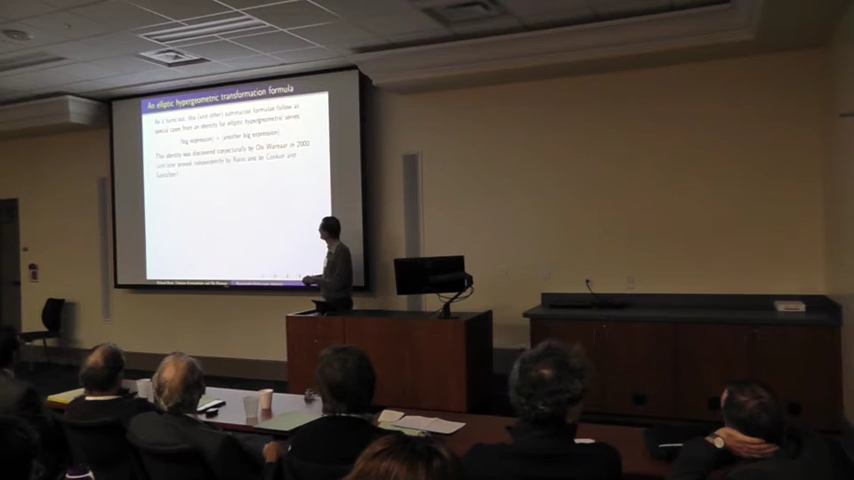 An elliptic hypergeometric transformation formula
As it turns out, this (and other) summation formulas follow as
special cases from an identity for elliptic hypergeometric series
(big expression) = (another big expression)
This identity was discovered conjecturally by Ole Warnaar in 2000
(and later proved independently by Rains and by Coskun and
Gustafson)